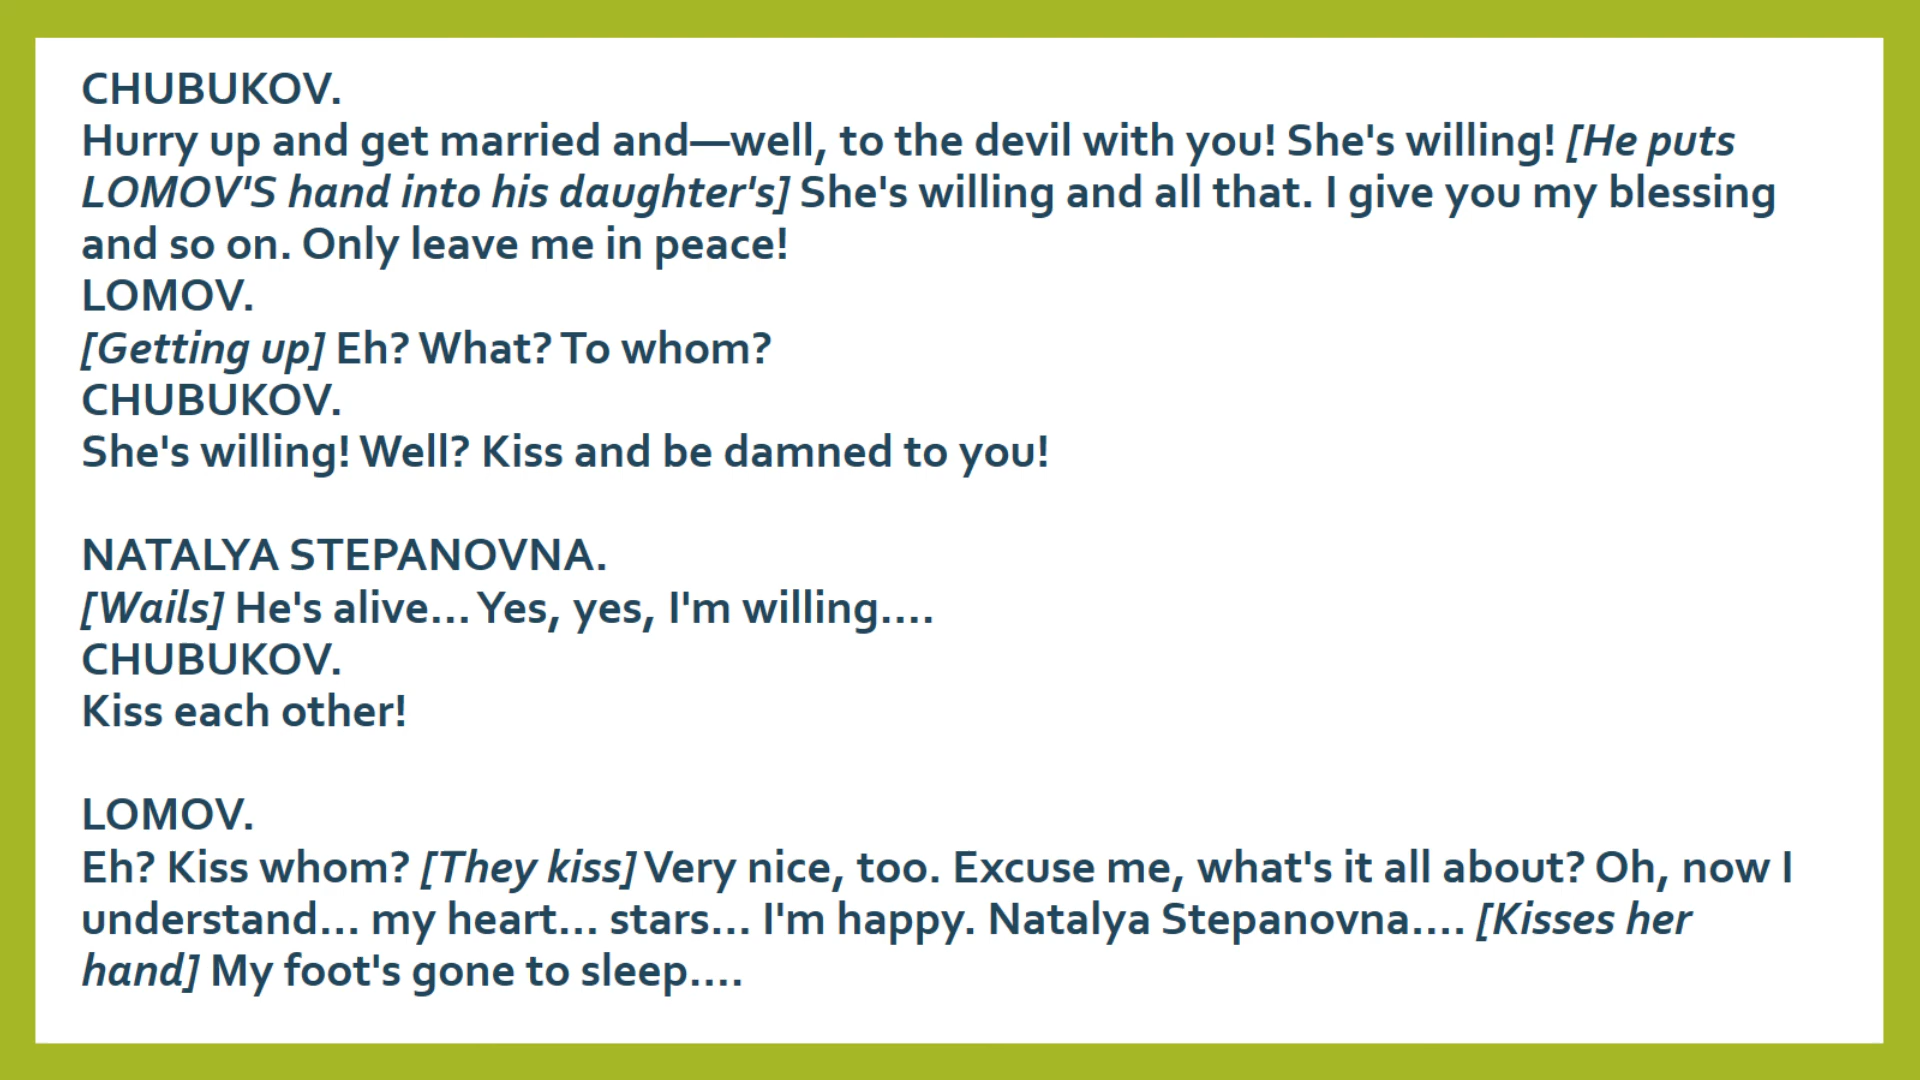 CHUBUKOV.
Hurry up and get married and—well, to the devil with you! She's willing! [He puts
LOMOV'S hand into his daughter's] She's willing and all that. I give you my blessing
and so on. Only leave me in peace!
LOMOV.
[Getting up] Eh? What? To whom?
CHUBUKOV.
She's willing! Well? Kiss and be damned to you!
NATALYA STEPANOVNA.
[Wails] He's alive... Yes, yes, I'm willing....
CHUBUKOV.
Kiss each other!
LOMOV.
Eh? Kiss whom? [They kiss] Very nice, too. Excuse me, what's it all about? Oh, now I
understand... my heart... stars... I'm happy. Natalya Stepanovna.... [Kisses her
hand] My foot's gone to sleep....